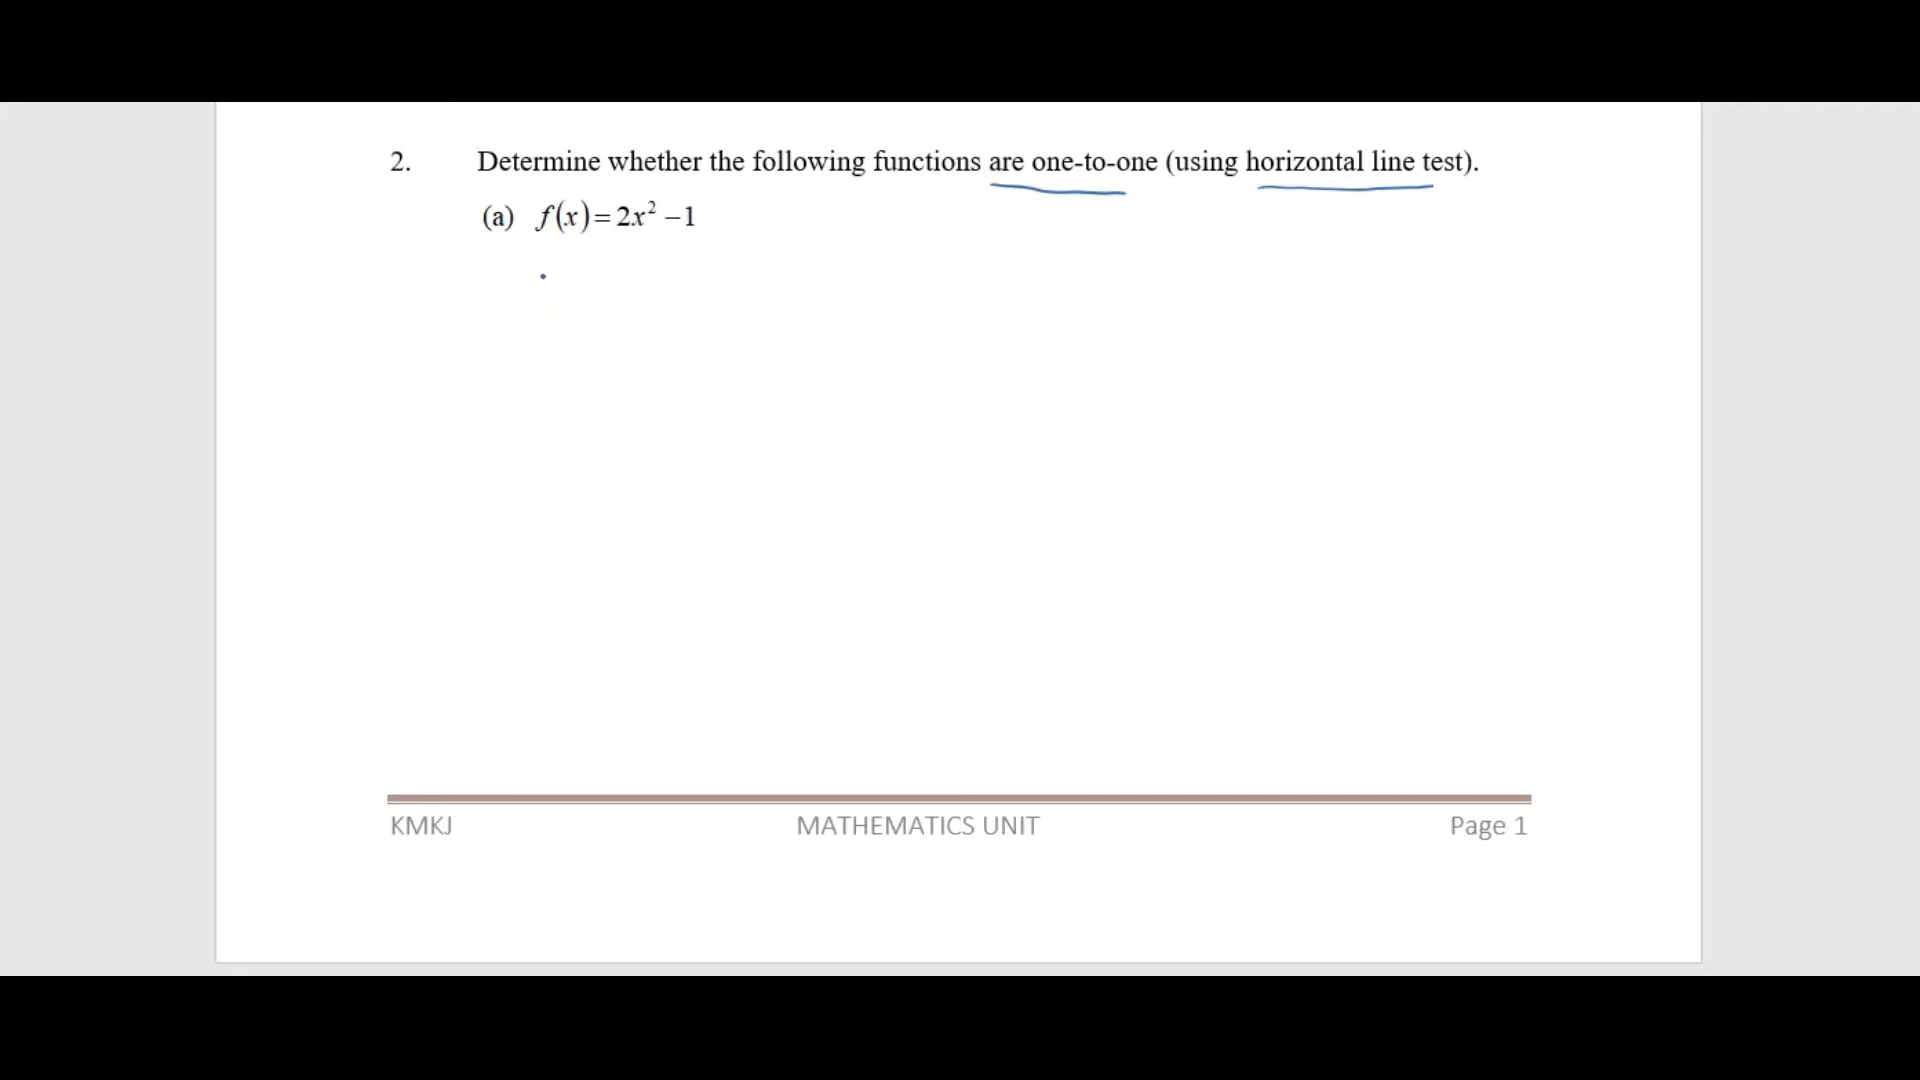 2. Determine whether the following functions are one-to-one (using horizontal line test).
(a) f(x)=2x² −1
KMKJ MATHEMATICS UNIT Page 1